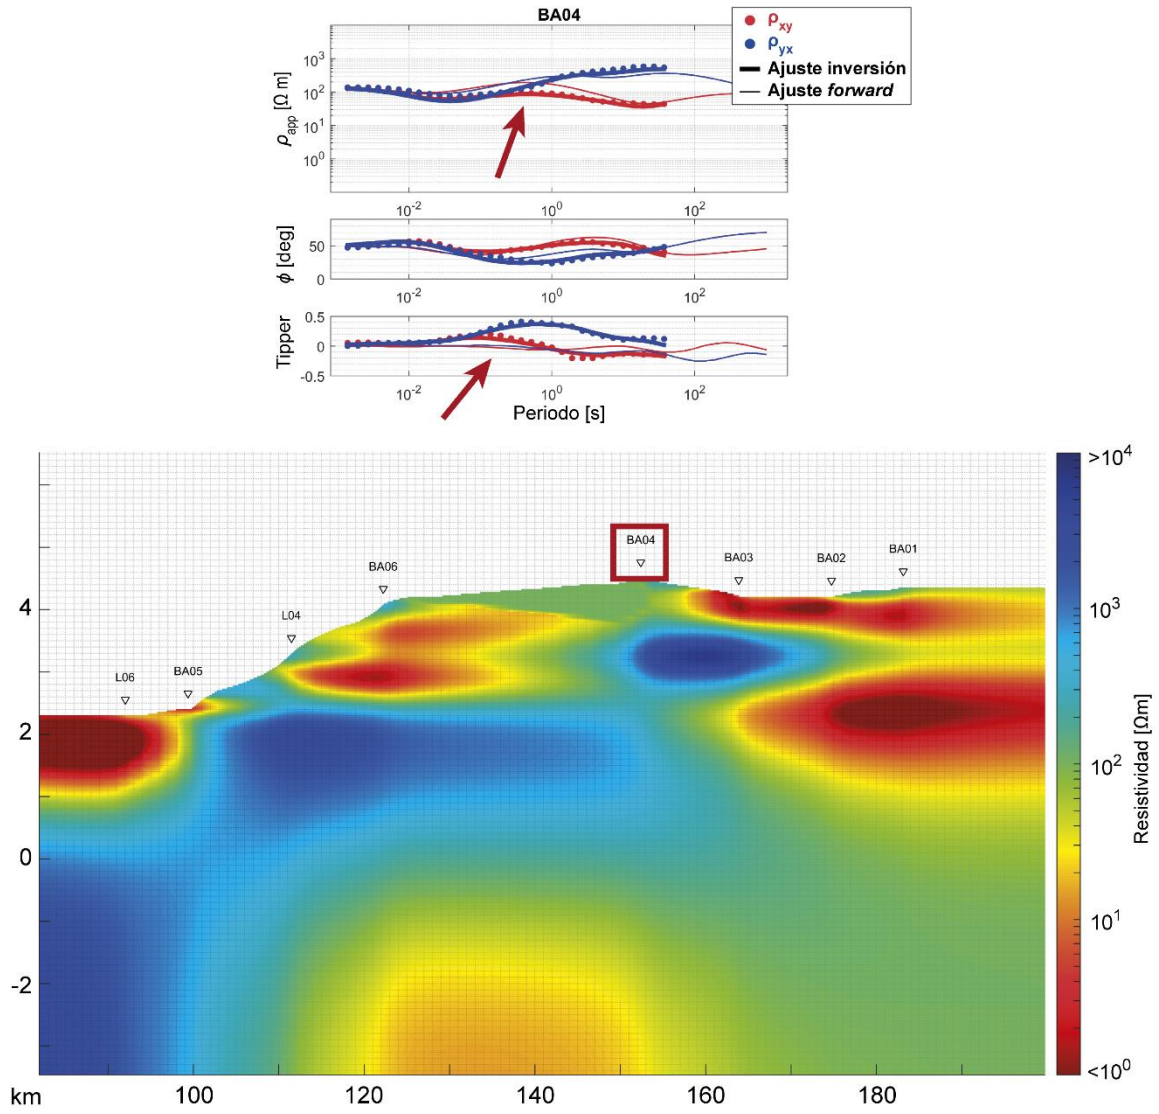 BA04
ρxy
ρyx
Ajuste inversión
Ajuste forward
ρapp [Ω m]
10³
10²
10¹
10⁰
10⁻² 10⁰ 10²
ϕ [deg]
50
0
10⁻² 10⁰ 10²
Tipper
0.5
0
-0.5
10⁻² 10⁰ 10²
Periodo [s]
L06 BA05 L04 BA06 BA04 BA03 BA02 BA01
4
2
0
-2
km 100 120 140 160 180
>10⁴
10³
10²
10¹
<10⁰
Resistividad [Ωm]